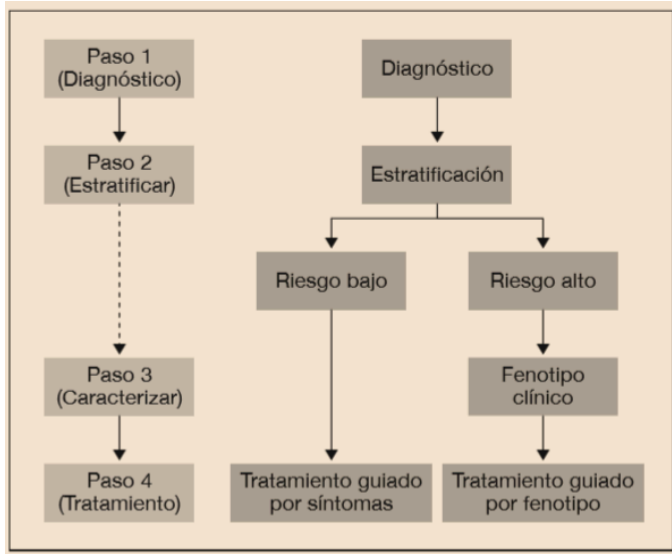 Paso 1
(Diagnóstico)
Diagnóstico
Paso 2
(Estratificar)
Estratificación
Riesgo bajo
Riesgo alto
Paso 3
(Caracterizar)
Fenotipo
clínico
Paso 4
(Tratamiento)
Tratamiento guiado
por síntomas
Tratamiento guiado
por fenotipo